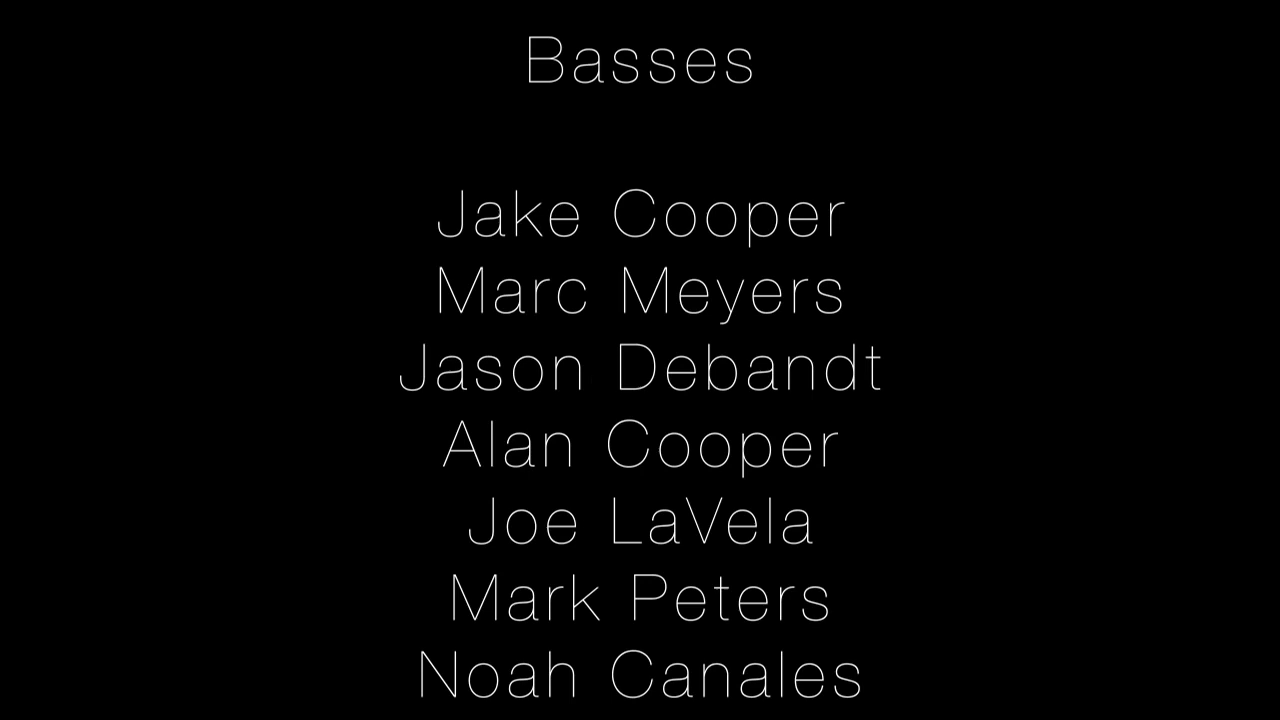 Basses
Jake Cooper
Marc Meyers
Jason Debandt
Alan Cooper
Joe LaVela
Mark Peters
Noah Canales